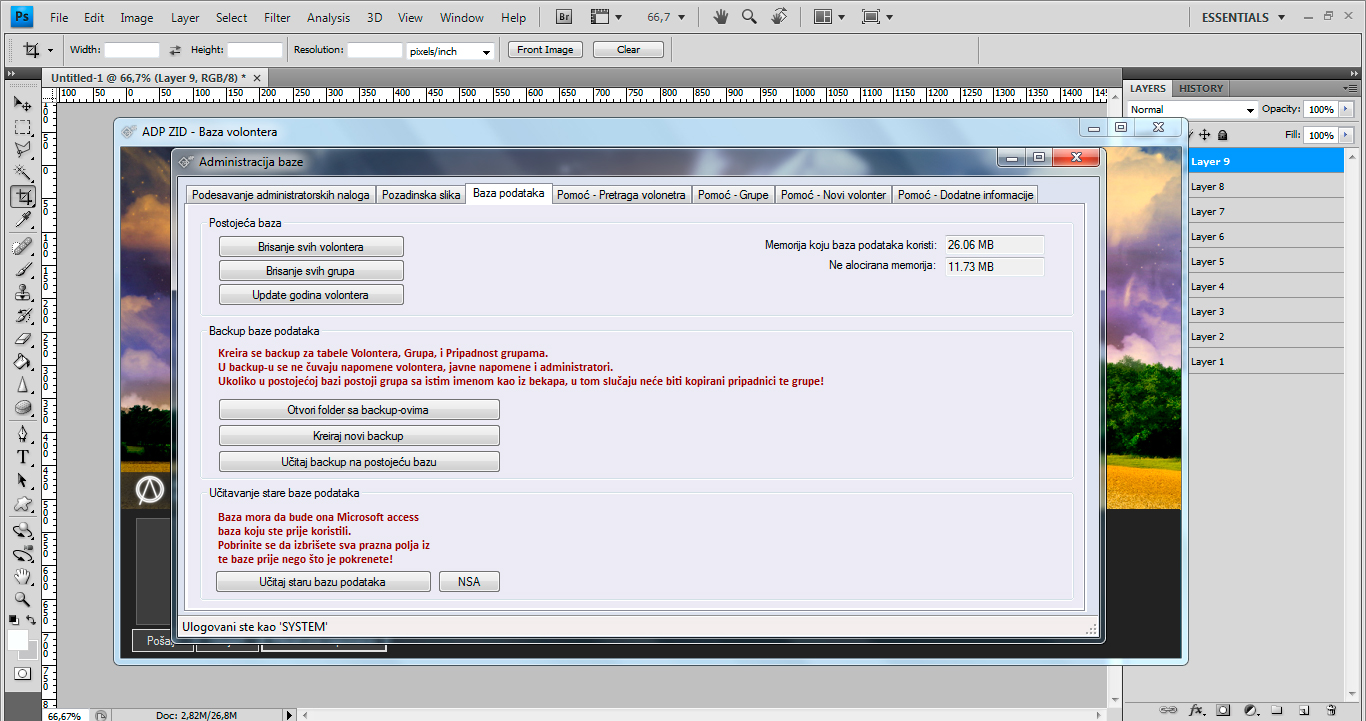 Ps File Edit Image Layer Select Filter Analysis 3D View Window Help Br 66,7 ESSENTIALS
Width: Height: Resolution: pixels/inch Front Image Clear
Untitled-1 @ 66,7% (Layer 9, RGB/8) *
100 50 0 50 100 150 200 250 300 350 400 450 500 550 600 650 700 750 800 850 900 950 1000 1050 1100 1150 1200 1250 1300 1350 1400 145
LAYERS HISTORY
Normal Opacity: 100%
Fill: 100%
Layer 9
Layer 8
Layer 7
Layer 6
Layer 5
Layer 4
Layer 3
Layer 2
Layer 1
ADP ZID - Baza volontera
Administracija baze
Podesavanje administratorskih naloga Pozadinska slika Baza podataka Pomoć - Pretraga volonetra Pomoć - Grupe Pomoć - Novi volonter Pomoć - Dodatne informacije
Postojeća baza
Brisanje svih volontera
Brisanje svih grupa
Update godina volontera
Memorija koju baza podataka koristi: 26.06 MB
Ne alocirana memorija: 11.73 MB
Backup baze podataka
Kreira se backup za tabele Volontera, Grupa, i Pripadnost grupama.
U backup-u se ne čuvaju napomene volontera, javne napomene i administratori.
Ukoliko u postojećoj bazi postoji grupa sa istim imenom kao iz bekapa, u tom slučaju neće biti kopirani pripadnici te grupe!
Otvori folder sa backup-ovima
Kreiraj novi backup
Učitaj backup na postojeću bazu
Učitavanje stare baze podataka
Baza mora da bude ona Microsoft access
baza koju ste prije koristili.
Pobrinite se da izbrišete sva prazna polja iz
te baze prije nego što je pokrenete!
Učitaj staru bazu podataka NSA
Ulogovani ste kao 'SYSTEM'
66,67% Doc: 2,82M/26,8M